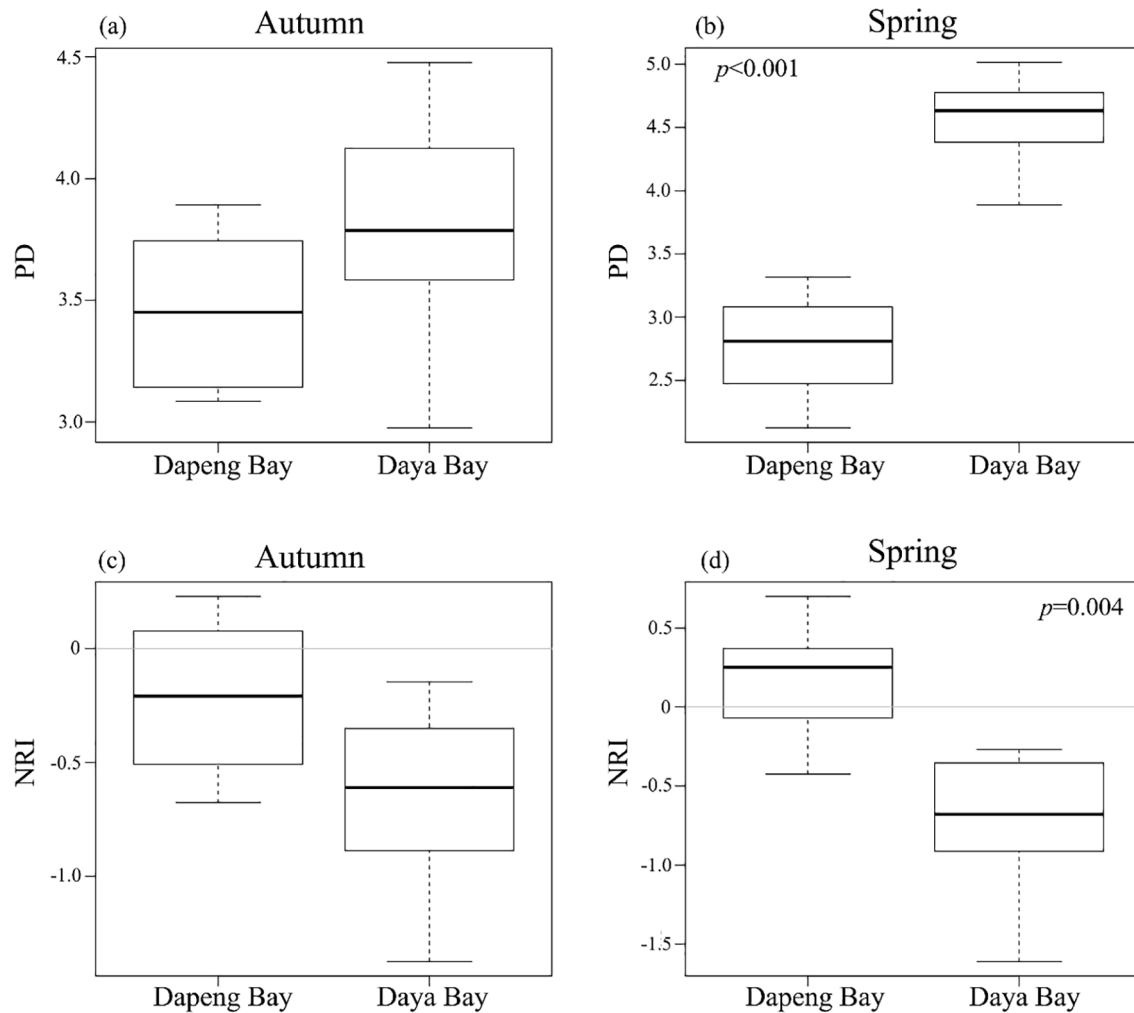 (a) Autumn
4.5
4.0
3.5
3.0
PD
Dapeng Bay Daya Bay
(b) Spring
p<0.001
5.0
4.5
4.0
3.5
3.0
2.5
PD
Dapeng Bay Daya Bay
(c) Autumn
0
-0.5
-1.0
NRI
Dapeng Bay Daya Bay
(d) Spring
p=0.004
0.5
0
-0.5
-1.0
-1.5
NRI
Dapeng Bay Daya Bay